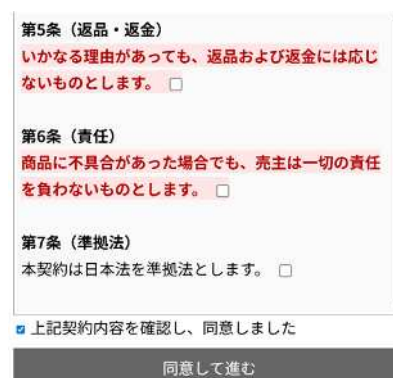 第5条（返品・返金）
いかなる理由があっても、返品および返金には応じ
ないものとします。
第6条（責任）
商品に不具合があった場合でも、売主は一切の責任
を負わないものとします。
第7条（準拠法）
本契約は日本法を準拠法とします。
上記契約内容を確認し、同意しました
同意して進む